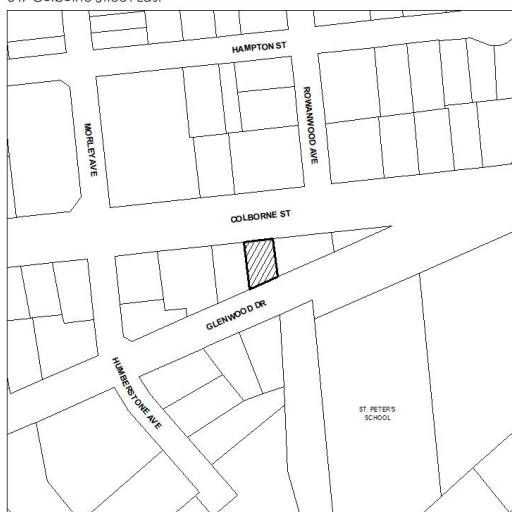 HAMPTON ST
ROWANWOOD AVE
MORLEY AVE
COLBORNE ST
GLENWOOD DR
HUMBERSTONE AVE
ST. PETER'S
SCHOOL